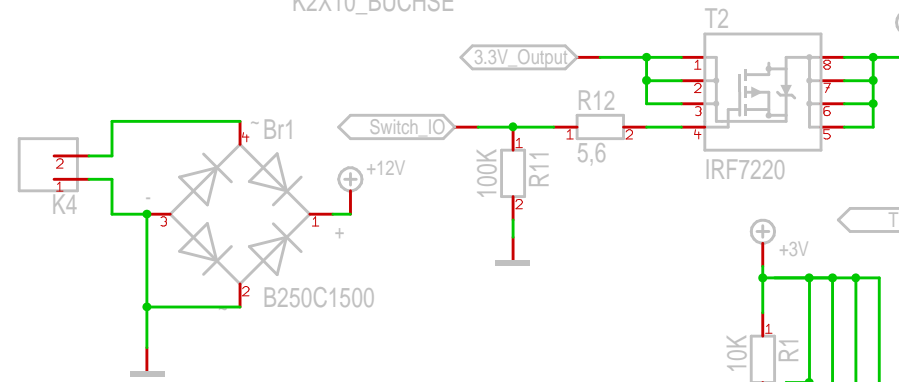 K2X10_BUCHSE
T2
3.3V_Output
1
2
3
4
8
7
6
5
IRF7220
Switch_IO
R12
1
2
5,6
1
100K
R11
2
~
Br1
4
2
1
K4
-
3
1
+
+12V
2
~
B250C1500
T
+3V
1
10K
R1